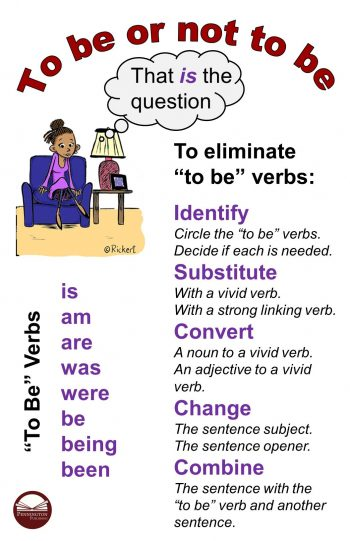 To be or not to be
That is the
question
©Rickert
To eliminate
“to be” verbs:
Identify
Circle the “to be” verbs.
Decide if each is needed.
Substitute
With a vivid verb.
With a strong linking verb.
Convert
A noun to a vivid verb.
An adjective to a vivid
verb.
Change
The sentence subject.
The sentence opener.
Combine
The sentence with the
“to be” verb and another
sentence.
“To Be” Verbs
is
am
are
was
were
be
being
been
PENNINGTON
PUBLISHING